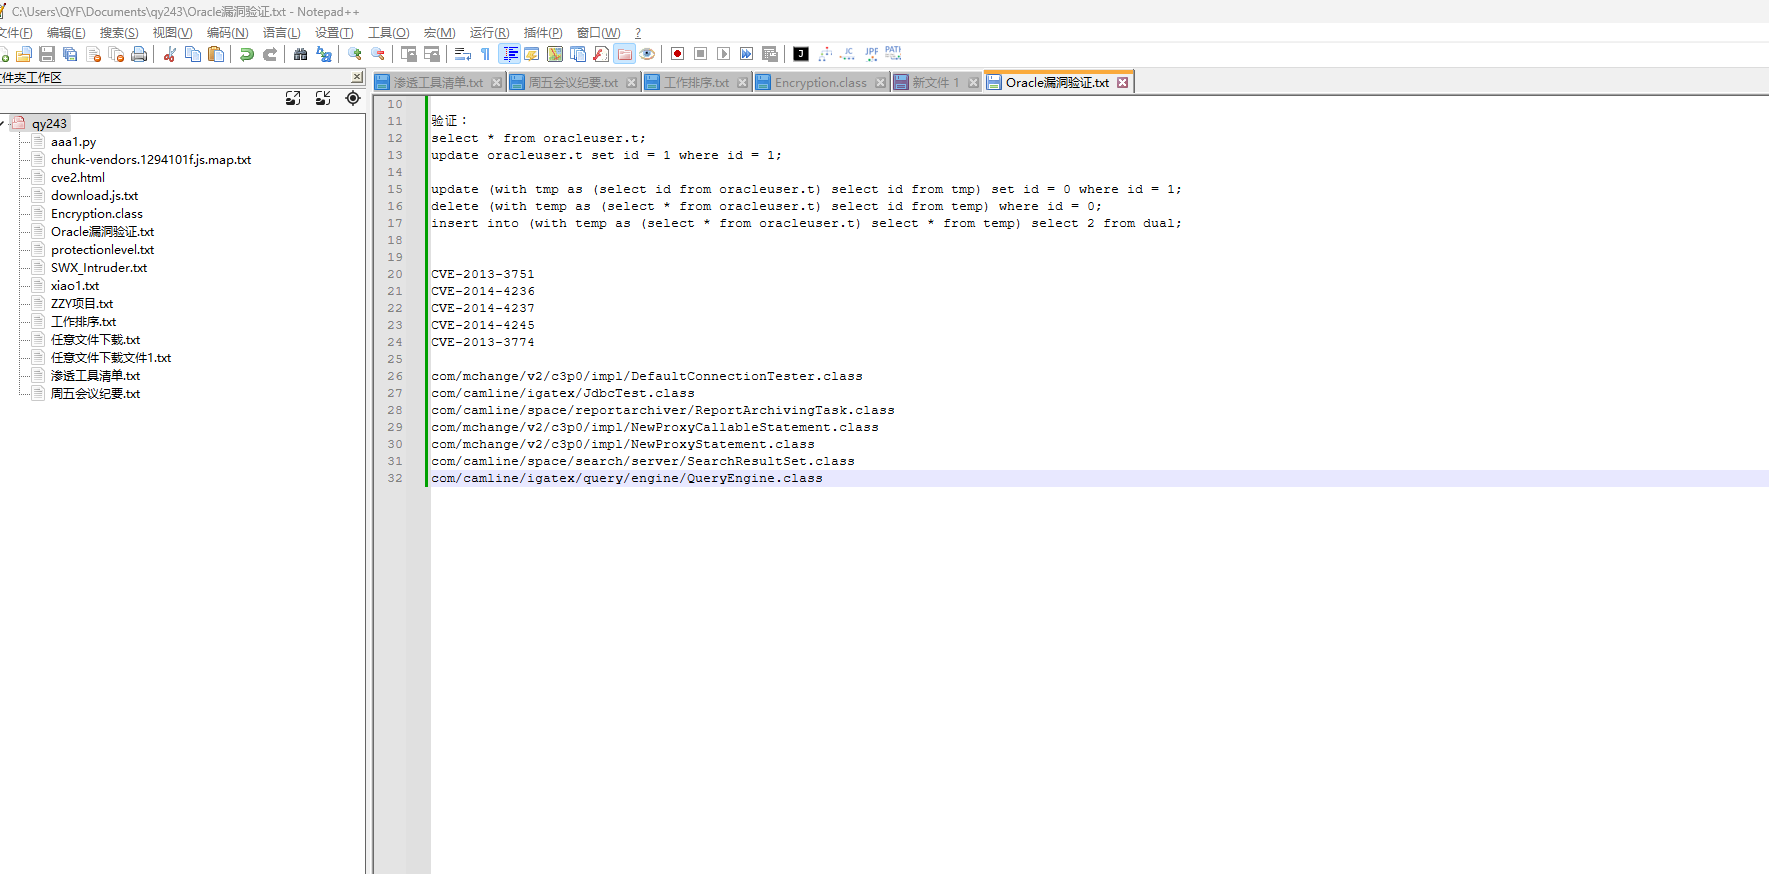 C:\Users\QYF\Documents\qy243\Oracle漏洞验证.txt - Notepad++
文件(F) 编辑(E) 搜索(S) 视图(V) 编码(N) 语言(L) 设置(T) 工具(O) 宏(M) 运行(R) 插件(P) 窗口(W) ?
件夹工作区
渗透工具清单.txt 周五会议纪要.txt 工作排序.txt Encryption.class 新文件 1 Oracle漏洞验证.txt
qy243
aaa1.py
chunk-vendors.1294101f.js.map.txt
cve2.html
download.js.txt
Encryption.class
Oracle漏洞验证.txt
protectionlevel.txt
SWX_Intruder.txt
xiao1.txt
ZZY项目.txt
工作排序.txt
任意文件下载.txt
任意文件下载文件1.txt
渗透工具清单.txt
周五会议纪要.txt
10
11 验证：
12 select * from oracleuser.t;
13 update oracleuser.t set id = 1 where id = 1;
14
15 update (with tmp as (select id from oracleuser.t) select id from tmp) set id = 0 where id = 1;
16 delete (with temp as (select * from oracleuser.t) select id from temp) where id = 0;
17 insert into (with temp as (select * from oracleuser.t) select * from temp) select 2 from dual;
18
19
20 CVE-2013-3751
21 CVE-2014-4236
22 CVE-2014-4237
23 CVE-2014-4245
24 CVE-2013-3774
25
26 com/mchange/v2/c3p0/impl/DefaultConnectionTester.class
27 com/camline/igatex/JdbcTest.class
28 com/camline/space/reportarchiver/ReportArchivingTask.class
29 com/mchange/v2/c3p0/impl/NewProxyCallableStatement.class
30 com/mchange/v2/c3p0/impl/NewProxyStatement.class
31 com/camline/space/search/server/SearchResultSet.class
32 com/camline/igatex/query/engine/QueryEngine.class